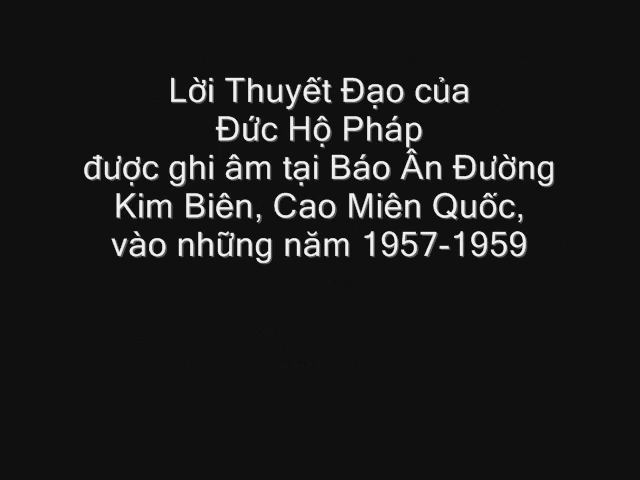 Lời Thuyết Đạo của
Đức Hộ Pháp
được ghi âm tại Báo Ân Đường
Kim Biên, Cao Miên Quốc,
vào những năm 1957-1959